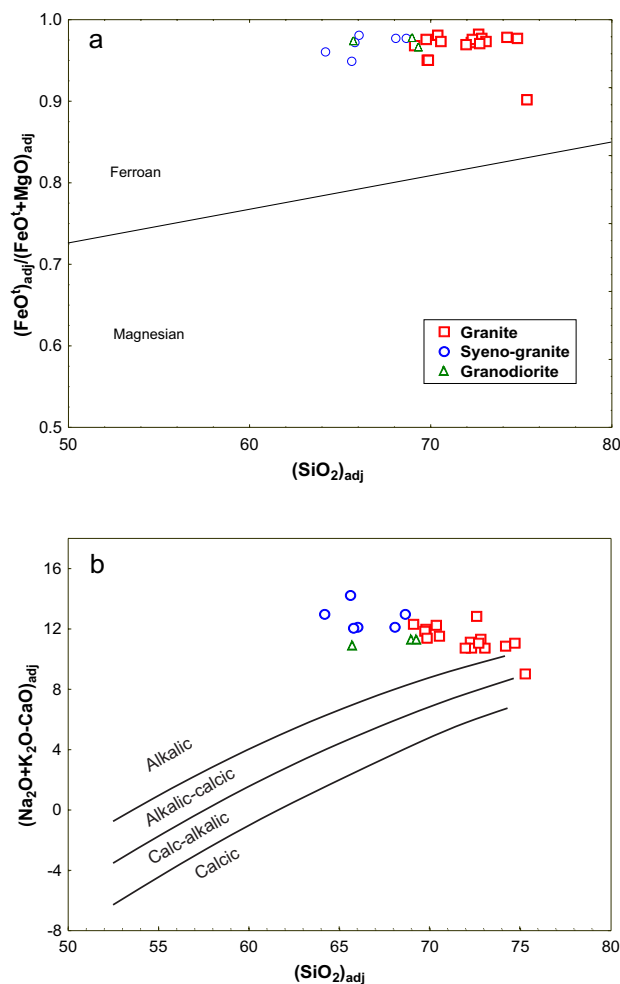 a
1.0
0.9
0.8
0.7
0.6
0.5
(FeOᵗ)adj/(FeOᵗ+MgO)adj
Ferroan
Magnesian
Granite
Syeno-granite
Granodiorite
50
60
70
80
(SiO₂)adj
b
16
12
8
4
0
-4
-8
(Na₂O+K₂O-CaO)adj
Alkalic
Alkalic-calcic
Calc-alkalic
Calcic
50
55
60
65
70
75
80
(SiO₂)adj